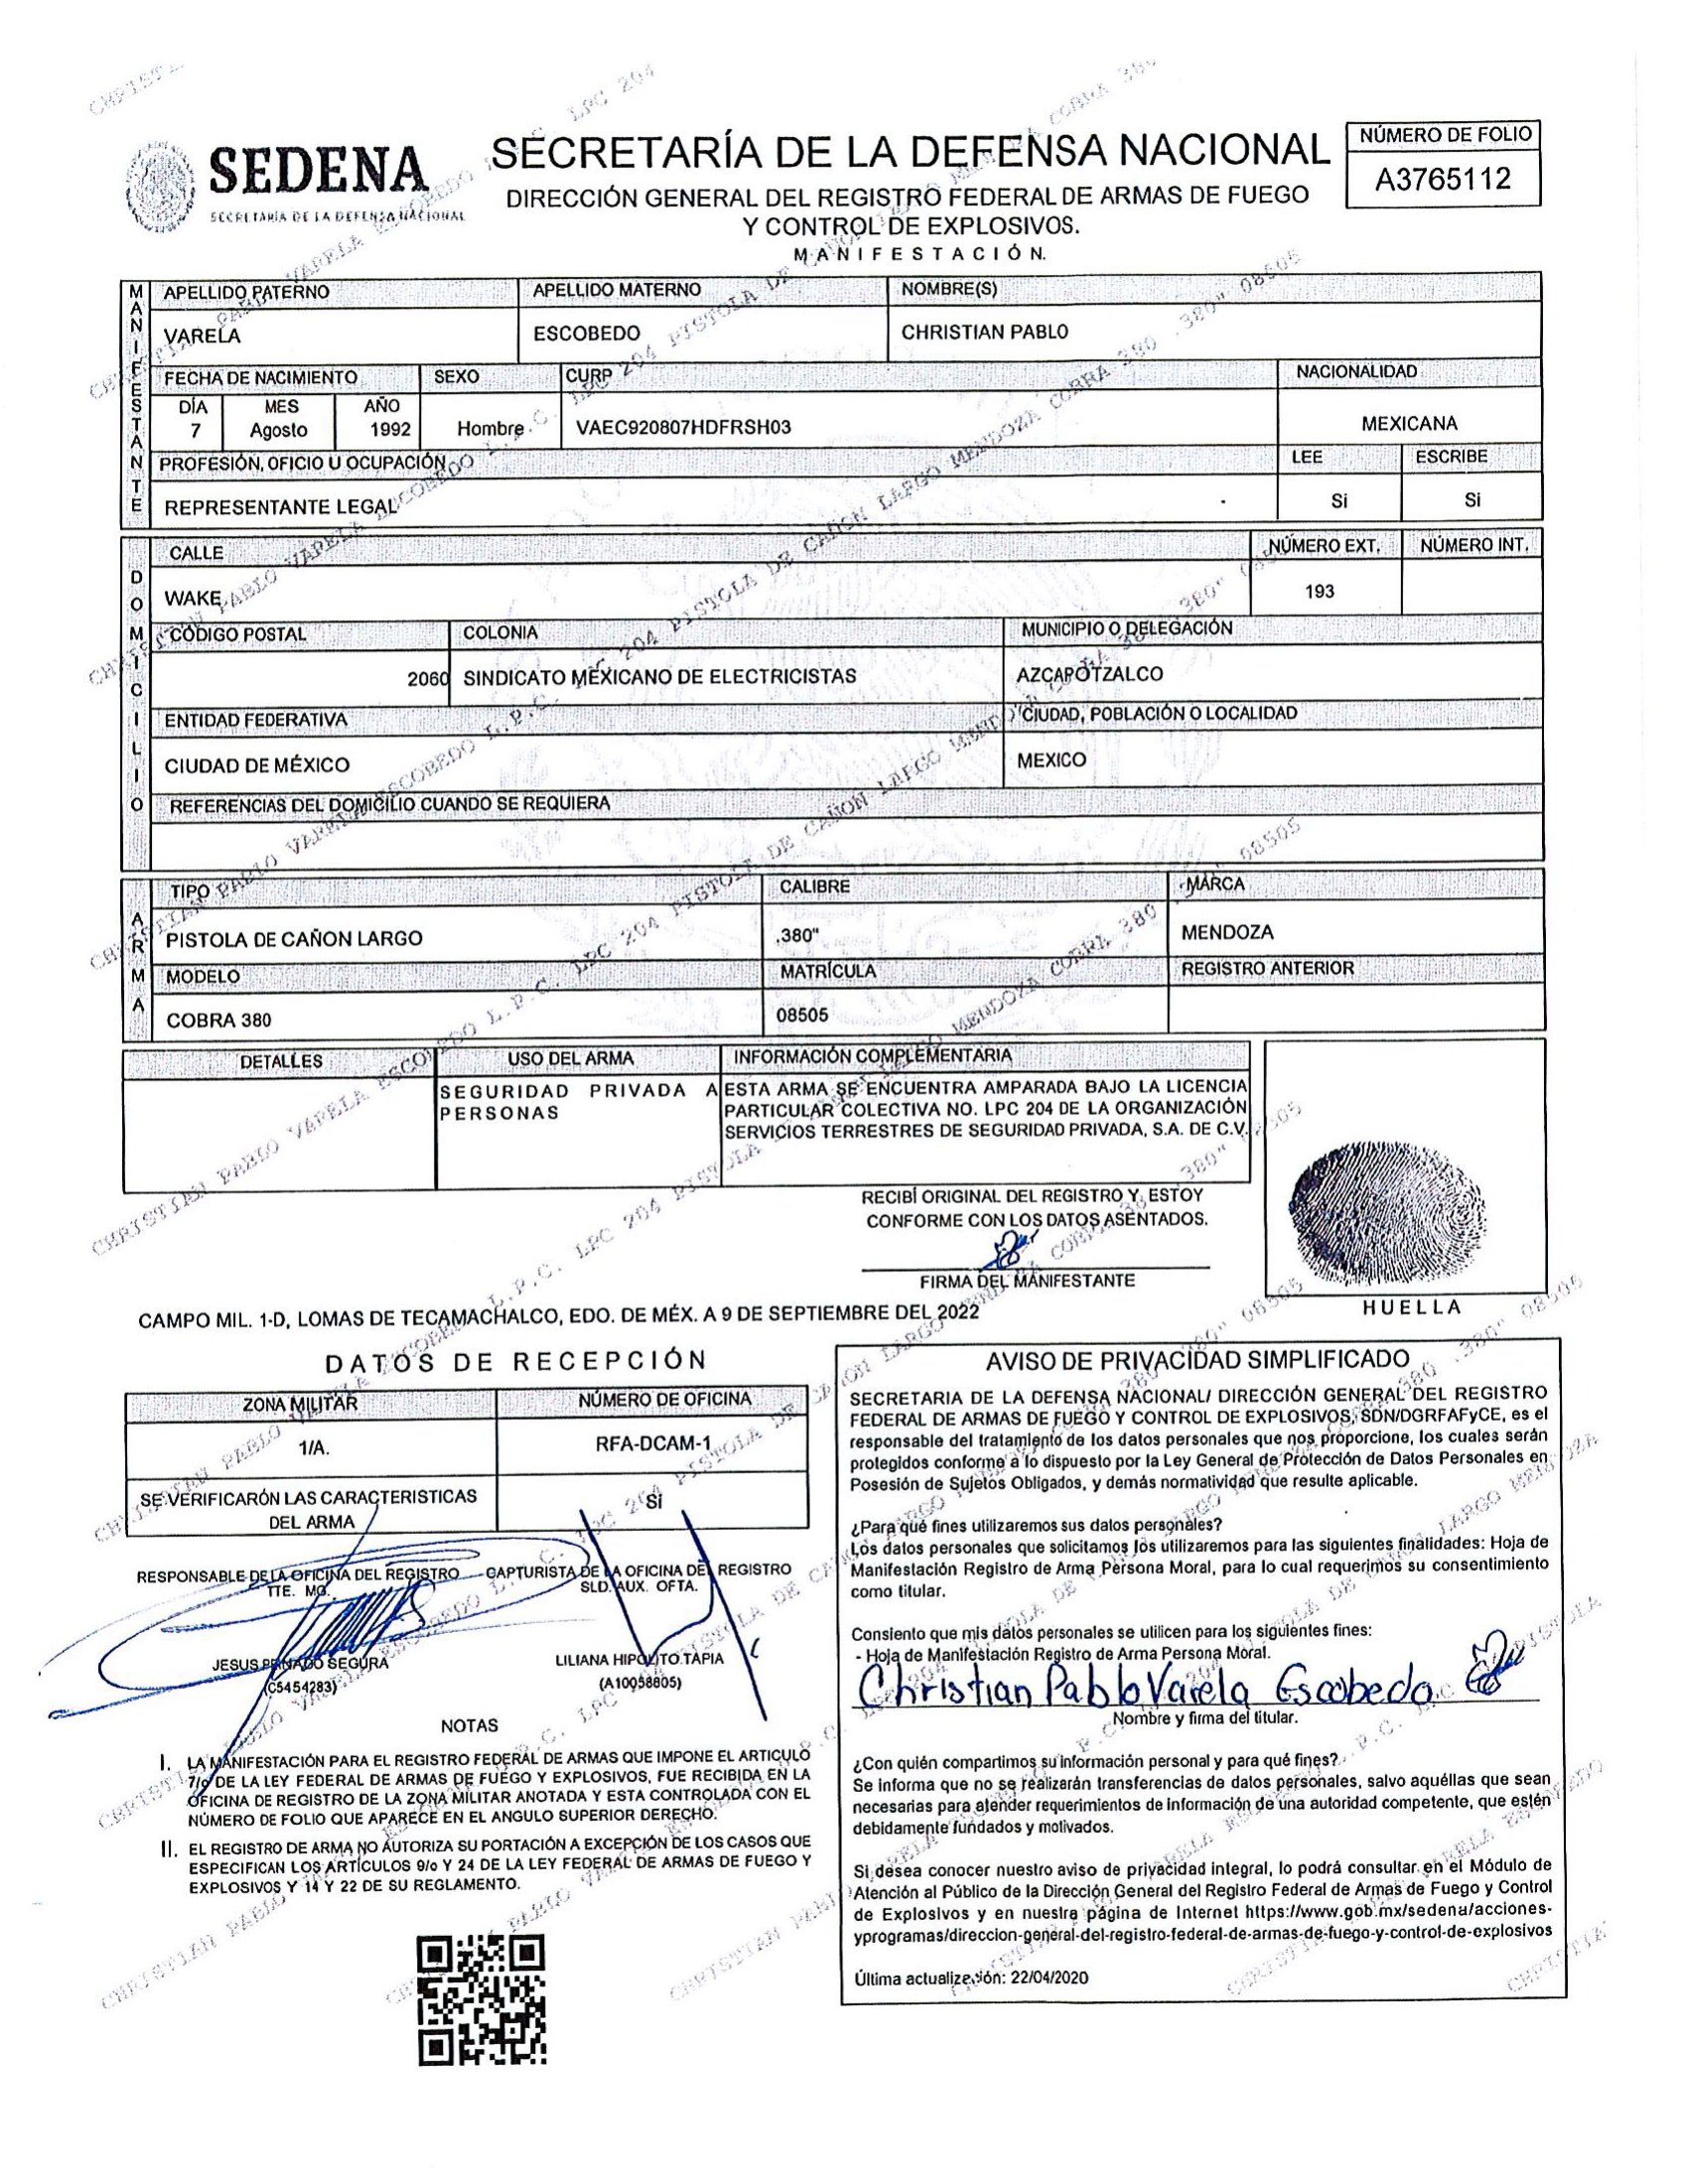 SEDENA
SECRETARÍA DE LA DEFENSA NACIONAL
SECRETARÍA DE LA DEFENSA NACIONAL
DIRECCIÓN GENERAL DEL REGISTRO FEDERAL DE ARMAS DE FUEGO
Y CONTROL DE EXPLOSIVOS.
MANIFESTACIÓN.
NÚMERO DE FOLIO
A3765112
MANIFESTANTE
APELLIDO PATERNO APELLIDO MATERNO NOMBRE(S)
VARELA ESCOBEDO CHRISTIAN PABLO
FECHA DE NACIMIENTO SEXO CURP NACIONALIDAD
DÍA MES AÑO
7 Agosto 1992 Hombre VAEC920807HDFRSH03 MEXICANA
PROFESIÓN, OFICIO U OCUPACIÓN LEE ESCRIBE
REPRESENTANTE LEGAL Si Si
DOMICILIO
CALLE NÚMERO EXT. NÚMERO INT.
WAKE 193
CÓDIGO POSTAL COLONIA MUNICIPIO O DELEGACIÓN
2060 SINDICATO MEXICANO DE ELECTRICISTAS AZCAPOTZALCO
ENTIDAD FEDERATIVA CIUDAD, POBLACIÓN O LOCALIDAD
CIUDAD DE MÉXICO MEXICO
REFERENCIAS DEL DOMICILIO CUANDO SE REQUIERA
ARMA
TIPO CALIBRE MARCA
PISTOLA DE CAÑON LARGO .380" MENDOZA
MODELO MATRÍCULA REGISTRO ANTERIOR
COBRA 380 08505
DETALLES USO DEL ARMA INFORMACIÓN COMPLEMENTARIA
SEGURIDAD PRIVADA A PERSONAS
ESTA ARMA SE ENCUENTRA AMPARADA BAJO LA LICENCIA
PARTICULAR COLECTIVA NO. LPC 204 DE LA ORGANIZACIÓN
SERVICIOS TERRESTRES DE SEGURIDAD PRIVADA, S.A. DE C.V.
RECIBÍ ORIGINAL DEL REGISTRO Y ESTOY
CONFORME CON LOS DATOS ASENTADOS.
FIRMA DEL MANIFESTANTE
HUELLA
CAMPO MIL. 1-D, LOMAS DE TECAMACHALCO, EDO. DE MÉX. A 9 DE SEPTIEMBRE DEL 2022
DATOS DE RECEPCIÓN
ZONA MILITAR NÚMERO DE OFICINA
1/A. RFA-DCAM-1
SE VERIFICARÓN LAS CARACTERISTICAS
DEL ARMA
Si
RESPONSABLE DE LA OFICINA DEL REGISTRO
TTE. MG.
JESUS SEGURA
(C5454283)
CAPTURISTA DE LA OFICINA DEL REGISTRO
SLD. AUX. OFTA.
LILIANA HIPOLITO TAPIA
(A10058805)
NOTAS
I. LA MANIFESTACIÓN PARA EL REGISTRO FEDERAL DE ARMAS QUE IMPONE EL ARTICULO
7/o DE LA LEY FEDERAL DE ARMAS DE FUEGO Y EXPLOSIVOS, FUE RECIBIDA EN LA
OFICINA DE REGISTRO DE LA ZONA MILITAR ANOTADA Y ESTA CONTROLADA CON EL
NÚMERO DE FOLIO QUE APARECE EN EL ANGULO SUPERIOR DERECHO.
II. EL REGISTRO DE ARMA NO AUTORIZA SU PORTACIÓN A EXCEPCIÓN DE LOS CASOS QUE
ESPECIFICAN LOS ARTÍCULOS 9/o Y 24 DE LA LEY FEDERAL DE ARMAS DE FUEGO Y
EXPLOSIVOS Y 14 Y 22 DE SU REGLAMENTO.
AVISO DE PRIVACIDAD SIMPLIFICADO
SECRETARIA DE LA DEFENSA NACIONAL/ DIRECCIÓN GENERAL DEL REGISTRO
FEDERAL DE ARMAS DE FUEGO Y CONTROL DE EXPLOSIVOS, SDN/DGRFAFyCE, es el
responsable del tratamiento de los datos personales que nos proporcione, los cuales serán
protegidos conforme a lo dispuesto por la Ley General de Protección de Datos Personales en
Posesión de Sujetos Obligados, y demás normatividad que resulte aplicable.
¿Para qué fines utilizaremos sus datos personales?
Los datos personales que solicitamos los utilizaremos para las siguientes finalidades: Hoja de
Manifestación Registro de Arma Persona Moral, para lo cual requerimos su consentimiento
como titular.
Consiento que mis datos personales se utilicen para los siguientes fines:
- Hoja de Manifestación Registro de Arma Persona Moral.
Christian Pablo Varela Escobedo
Nombre y firma del titular.
¿Con quién compartimos su información personal y para qué fines?
Se informa que no se realizarán transferencias de datos personales, salvo aquéllas que sean
necesarias para atender requerimientos de información de una autoridad competente, que estén
debidamente fundados y motivados.
Si desea conocer nuestro aviso de privacidad integral, lo podrá consultar en el Módulo de
Atención al Público de la Dirección General del Registro Federal de Armas de Fuego y Control
de Explosivos y en nuestra página de Internet https://www.gob.mx/sedena/acciones-
yprogramas/direccion-general-del-registro-federal-de-armas-de-fuego-y-control-de-explosivos
Última actualización: 22/04/2020
CHRISTIAN PABLO VARELA ESCOBEDO L.P.C. LPC 204 PISTOLA DE CAÑON LARGO MENDOZA COBRA 380 .380" 08505